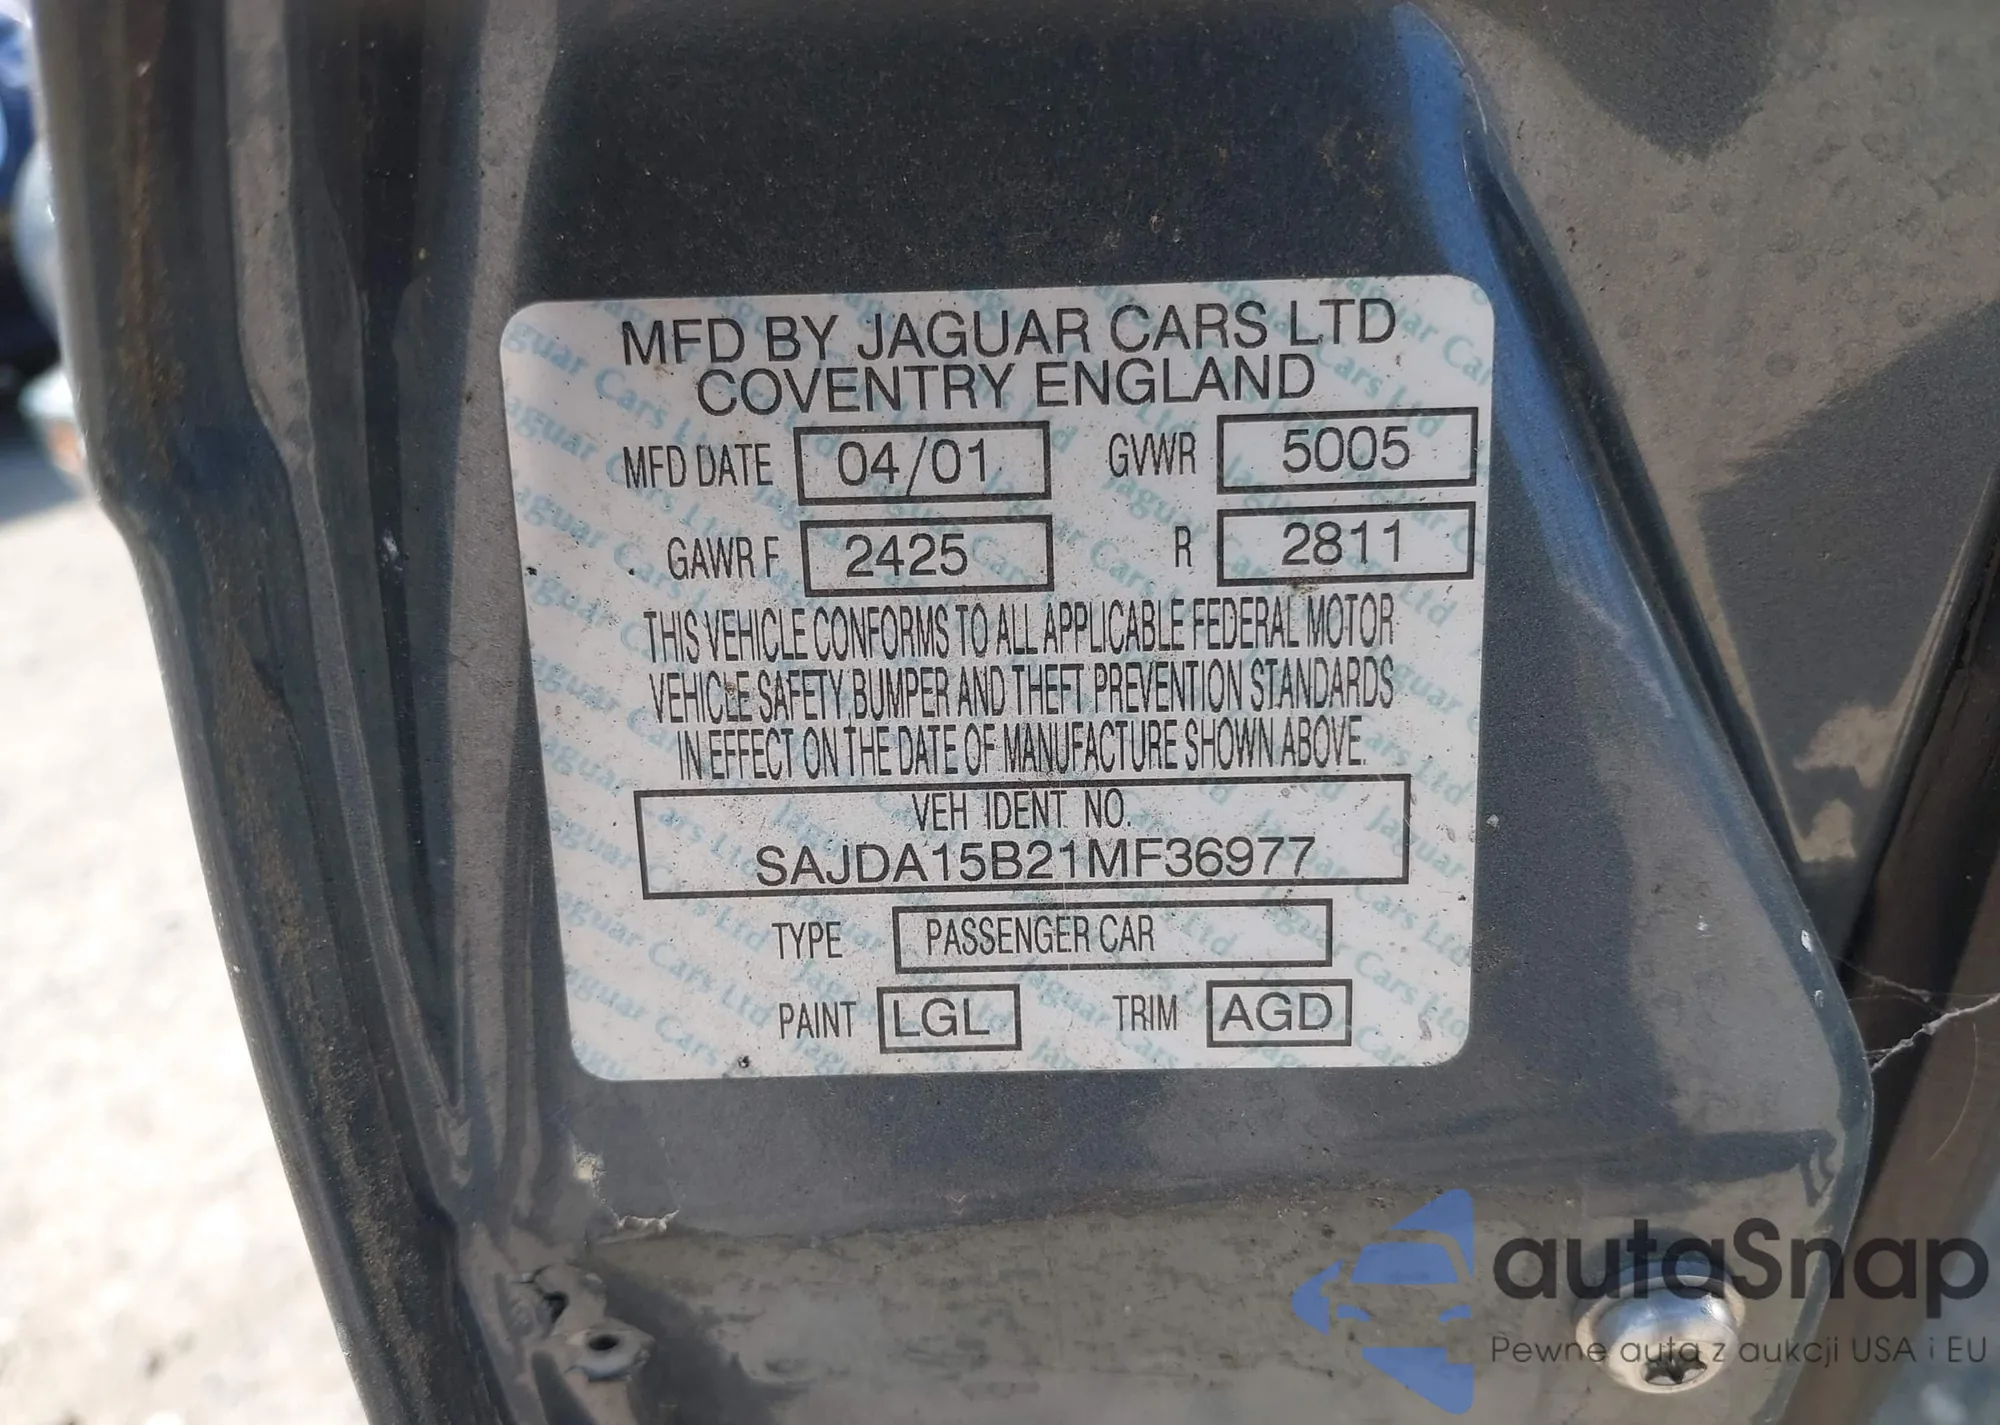 MFD BY JAGUAR CARS LTD
COVENTRY ENGLAND
MFD DATE 04/01 GVWR 5005
GAWR F 2425 R 2811
THIS VEHICLE CONFORMS TO ALL APPLICABLE FEDERAL MOTOR
VEHICLE SAFETY, BUMPER AND THEFT PREVENTION STANDARDS
IN EFFECT ON THE DATE OF MANUFACTURE SHOWN ABOVE.
VEH IDENT NO.
SAJDA15B21MF36977
TYPE PASSENGER CAR
PAINT LGL TRIM AGD
autoSnap
Pewne auta z aukcji USA i EU